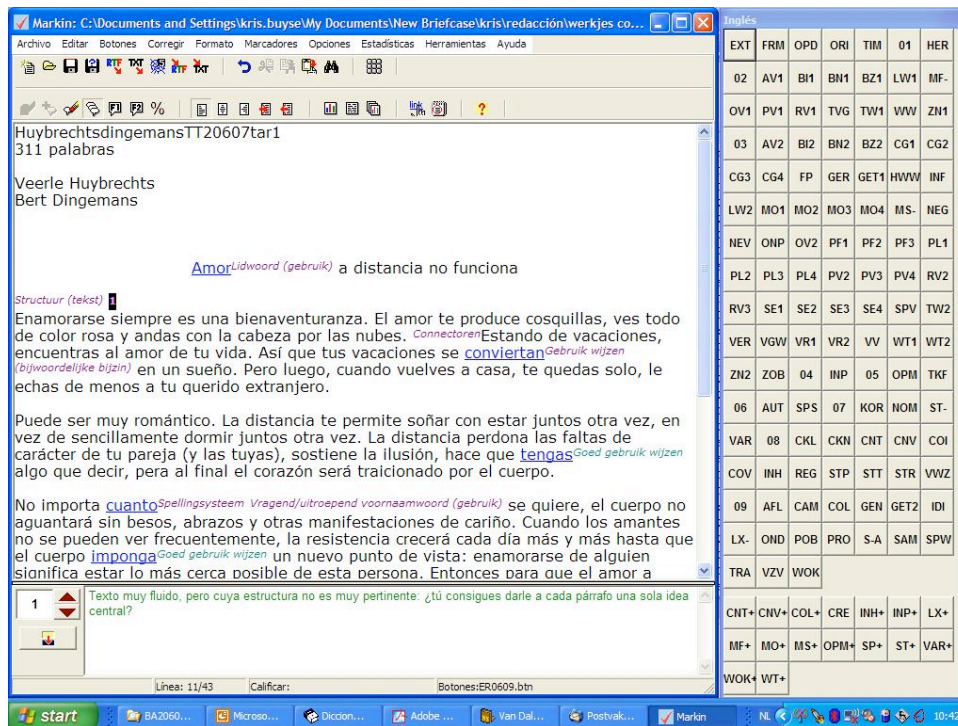 Markin: C:\Documents and Settings\kris.buyse\My Documents\New Briefcase\kris\redacción\werkjes co...
Archivo Editar Botones Corregir Formato Marcadores Opciones Estadísticas Herramientas Ayuda
HuybrechtsdingemansTT20607tar1
311 palabras
Veerle Huybrechts
Bert Dingemans
Amor Lidwoord (gebruik) a distancia no funciona
Structuur (tekst) 1
Enamorarse siempre es una bienaventuranza. El amor te produce cosquillas, ves todo
de color rosa y andas con la cabeza por las nubes. Connectoren Estando de vacaciones,
encuentras al amor de tu vida. Así que tus vacaciones se conviertan Gebruik wijzen
(bijwoordelijke bijzin) en un sueño. Pero luego, cuando vuelves a casa, te quedas solo, le
echas de menos a tu querido extranjero.
Puede ser muy romántico. La distancia te permite soñar con estar juntos otra vez, en
vez de sencillamente dormir juntos otra vez. La distancia perdona las faltas de
carácter de tu pareja (y las tuyas), sostiene la ilusión, hace que tengas Goed gebruik wijzen
algo que decir, pera al final el corazón será traicionado por el cuerpo.
No importa cuanto Spellingsysteem Vragend/uitroepend voornaamwoord (gebruik) se quiere, el cuerpo no
aguantará sin besos, abrazos y otras manifestaciones de cariño. Cuando los amantes
no se pueden ver frecuentemente, la resistencia crecerá cada día más y más hasta que
el cuerpo imponga Goed gebruik wijzen un nuevo punto de vista: enamorarse de alguien
significa estar lo más cerca posible de esta persona. Entonces para que el amor a
1
Texto muy fluido, pero cuya estructura no es muy pertinente: ¿tú consigues darle a cada párrafo una sola idea
central?
Línea: 11/43 Calificar: Botones:ER0609.btn
Inglés
EXT FRM OPD ORI TIM 01 HER
02 AV1 BI1 BN1 BZ1 LW1 MF-
OV1 PV1 RV1 TVG TW1 WW ZN1
03 AV2 BI2 BN2 BZ2 CG1 CG2
CG3 CG4 FP GER GET1 HWW INF
LW2 MO1 MO2 MO3 MO4 MS- NEG
NEV ONP OV2 PF1 PF2 PF3 PL1
PL2 PL3 PL4 PV2 PV3 PV4 RV2
RV3 SE1 SE2 SE3 SE4 SPV TW2
VER VGW VR1 VR2 VV WT1 WT2
ZN2 ZOB 04 INP 05 OPM TKF
06 AUT SPS 07 KOR NOM ST-
VAR 08 CKL CKN CNT CNV COI
COV INH REG STP STT STR VWZ
09 AFL CAM COL GEN GET2 IDI
LX- OND POB PRO S-A SAM SPW
TRA VZV WOK
CNT+ CNV+ COL+ CRE INH+ INP+ LX+
MF+ MO+ MS+ OPM+ SP+ ST+ VAR+
WOK+ WT+
start BA2060... Microso... Diccion... Adobe ... Van Dal... Postvak... Markin NL 10:42